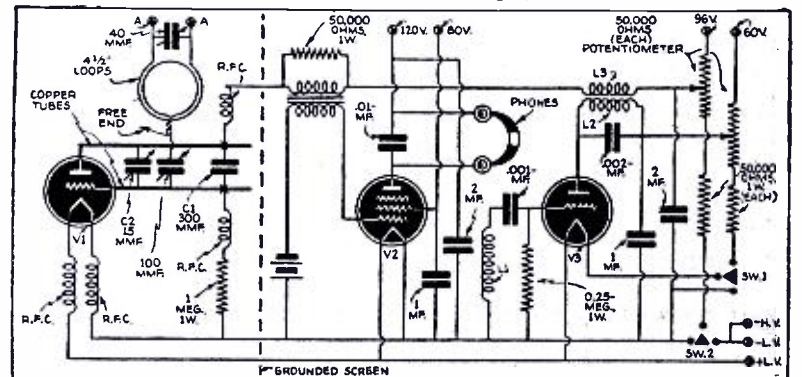 A
A
40
MMF.
4½"
LOOPS
COPPER
TUBES
FREE
END
R.F.C.
50,000
OHMS,
1W.
120V.
80V.
50,000
OHMS
(EACH)
POTENTIOMETER
96V.
60V.
L3
L2
PHONES
.01-
MF.
.002-
MF.
.001-
MF.
2
MF.
2
MF.
50,000
OHMS,
1W.
(EACH)
V1
C2
15
MMF.
100
MMF.
C1
300
MMF.
R.F.C.
1
MEG.,
1W.
R.F.C.
R.F.C.
V2
1
MF.
V3
0.25-
MEG.,
1W.
1
MF.
SW.1
SW.2
-H.V.
-L.V.
+L.V.
GROUNDED SCREEN